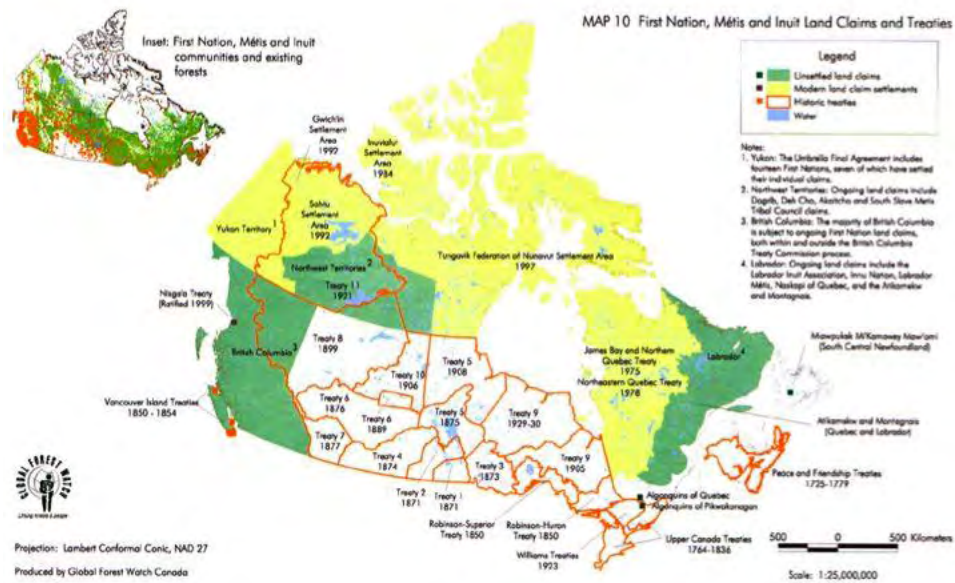 MAP 10 First Nation, Métis and Inuit Land Claims and Treaties
Inset: First Nation, Métis and Inuit
communities and existing
forests
Legend
Unsettled land claims
Modern land claim settlements
Historic treaties
Water
Notes:
1. Yukon: The Umbrella Final Agreement includes
fourteen First Nations, seven of which have settled
their individual claims.
2. Northwest Territories: Ongoing land claims include
Dogrib, Deh Cho, Akaitcho and South Slave Metis
Tribal Council claims.
3. British Columbia: The majority of British Columbia
is subject to ongoing First Nation land claims,
both within and outside the British Columbia
Treaty Commission process.
4. Labrador: Ongoing land claims include the
Labrador Inuit Association, Innu Nation, Labrador
Métis, Naskapi of Quebec, and the Atikamekw
and Montagnais.
Gwich'in
Settlement
Area
1992
Inuvialuit
Settlement
Area
1984
Sahtu
Settlement
Area
1992
Yukon Territory 1
Northwest Territories 2
Treaty 11
1921
Tungavik Federation of Nunavut Settlement Area
1997
Nisga'a Treaty
(Ratified 1999)
British Columbia 3
Treaty 8
1899
Treaty 5
1908
Treaty 10
1906
James Bay and Northern
Quebec Treaty
1975
Northeastern Quebec Treaty
1978
Labrador 4
(South Central Newfoundland)
Vancouver Island Treaties
1850 - 1854
Treaty 6
1876
Treaty 6
1889
Treaty 5
1875
Treaty 9
1929-30
Treaty 7
1877
Treaty 4
1874
Treaty 3
1873
Treaty 9
1905
Atikamekw and Montagnais
(Quebec and Labrador)
Treaty 2
1871
Treaty 1
1871
Peace and Friendship Treaties
1725-1779
Algonquins of Quebec
Algonquins of Pikwakanagan
Robinson-Superior
Treaty 1850
Robinson-Huron
Treaty 1850
Williams Treaties
1923
Upper Canada Treaties
1764-1836
GLOBAL FOREST WATCH
Projection: Lambert Conformal Conic, NAD 27
Produced by Global Forest Watch Canada
500 0 500 Kilometers
Scale: 1:25,000,000